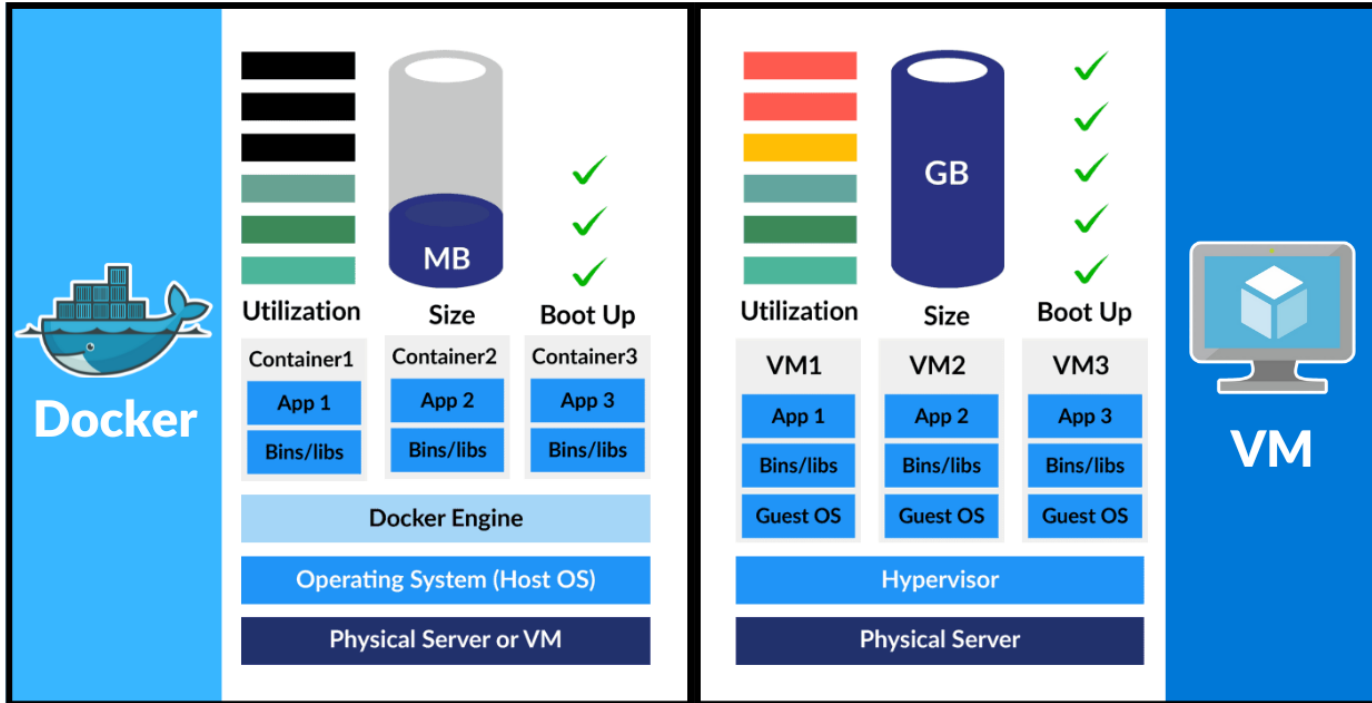 Docker
MB
Utilization
Size
Boot Up
Container1
App 1
Bins/libs
Container2
App 2
Bins/libs
Container3
App 3
Bins/libs
Docker Engine
Operating System (Host OS)
Physical Server or VM
GB
Utilization
Size
Boot Up
VM1
App 1
Bins/libs
Guest OS
VM2
App 2
Bins/libs
Guest OS
VM3
App 3
Bins/libs
Guest OS
Hypervisor
Physical Server
VM